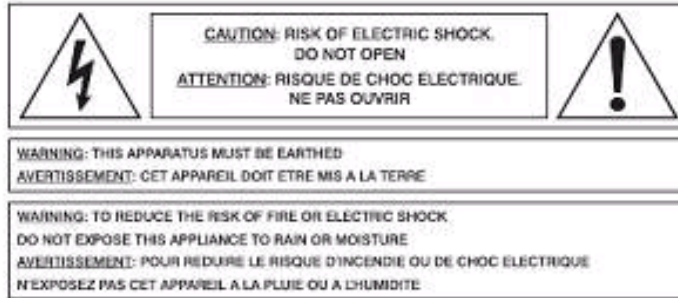 CAUTION: RISK OF ELECTRIC SHOCK.
DO NOT OPEN
ATTENTION: RISQUE DE CHOC ELECTRIQUE.
NE PAS OUVRIR
WARNING: THIS APPARATUS MUST BE EARTHED
AVERTISSEMENT: CET APPAREIL DOIT ETRE MIS A LA TERRE
WARNING: TO REDUCE THE RISK OF FIRE OR ELECTRIC SHOCK
DO NOT EXPOSE THIS APPLIANCE TO RAIN OR MOISTURE
AVERTISSEMENT: POUR REDUIRE LE RISQUE D'INCENDIE OU DE CHOC ELECTRIQUE
N'EXPOSEZ PAS CET APPAREIL A LA PLUIE OU A L'HUMIDITE